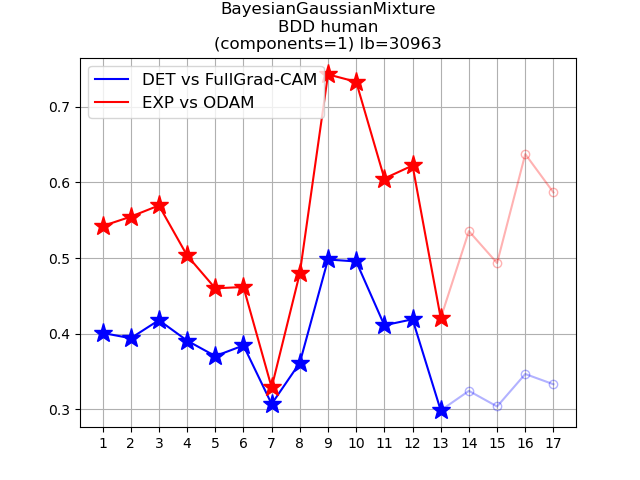 BayesianGaussianMixture
BDD human
(components=1) lb=30963
DET vs FullGrad-CAM
EXP vs ODAM
0.7
0.6
0.5
0.4
0.3
1 2 3 4 5 6 7 8 9 10 11 12 13 14 15 16 17